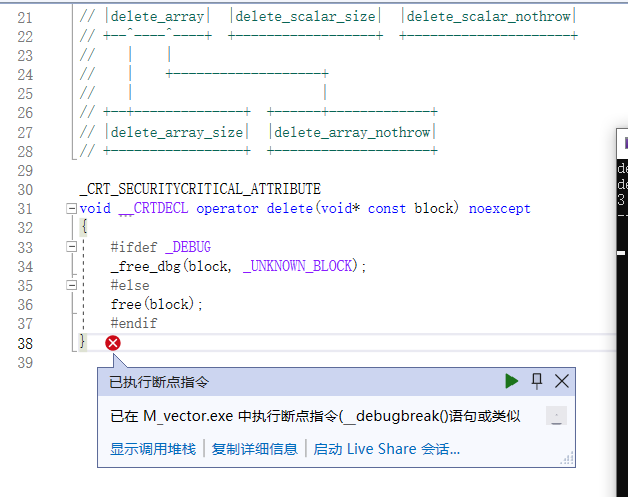 21 // |delete_array|  |delete_scalar_size|  |delete_scalar_nothrow|
22 // +--^----^----+  +------------------+  +---------------------+
23 //    |    |
24 //    |    +-------------------+
25 //    |                        |
26 // +--+--------------+  +------+-------------+
27 // |delete_array_size|  |delete_array_nothrow|
28 // +-----------------+  +--------------------+
29
30 _CRT_SECURITYCRITICAL_ATTRIBUTE
31 void __CRTDECL operator delete(void* const block) noexcept
32 {
33     #ifdef _DEBUG
34     _free_dbg(block, _UNKNOWN_BLOCK);
35     #else
36     free(block);
37     #endif
38 }
39
已执行断点指令
已在 M_vector.exe 中执行断点指令(__debugbreak()语句或类似
显示调用堆栈 | 复制详细信息 | 启动 Live Share 会话...
de
de
3
--